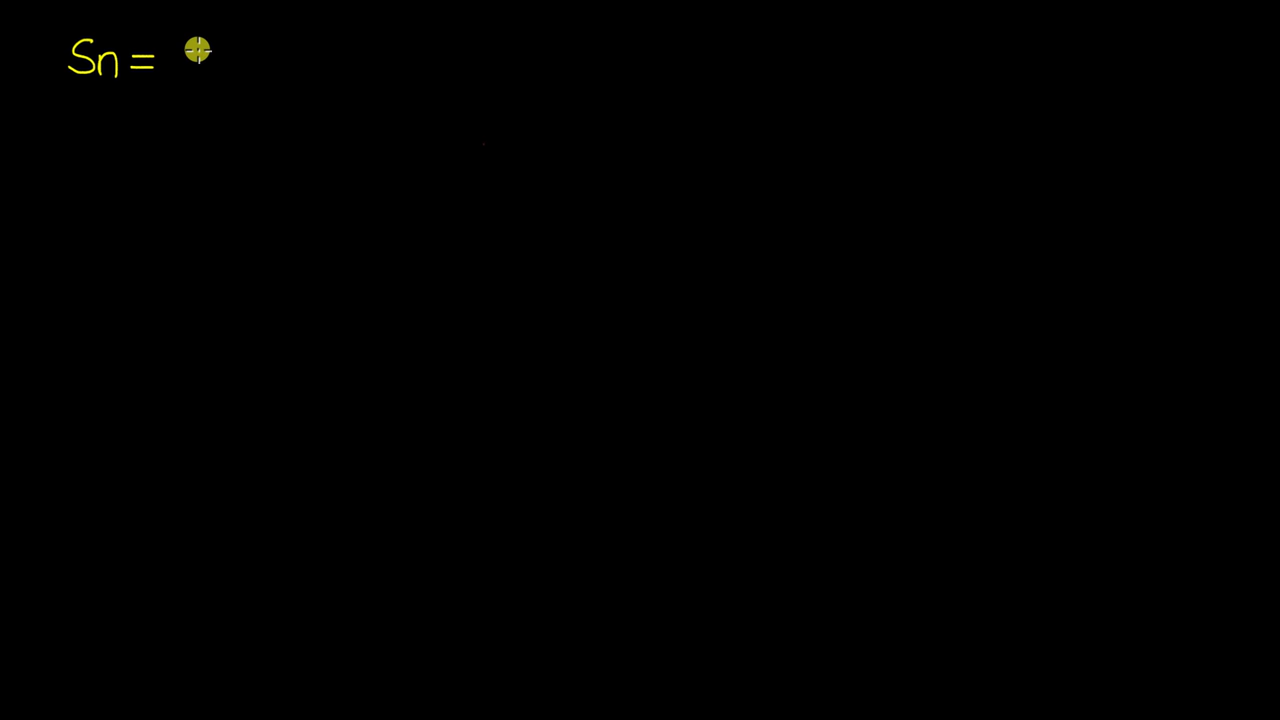 Sn =